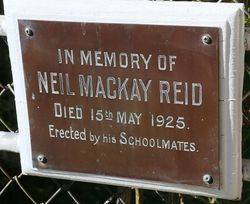 IN MEMORY OF
NEIL MACKAY REID
DIED 15th MAY 1925.
Erected by his SCHOOLMATES.